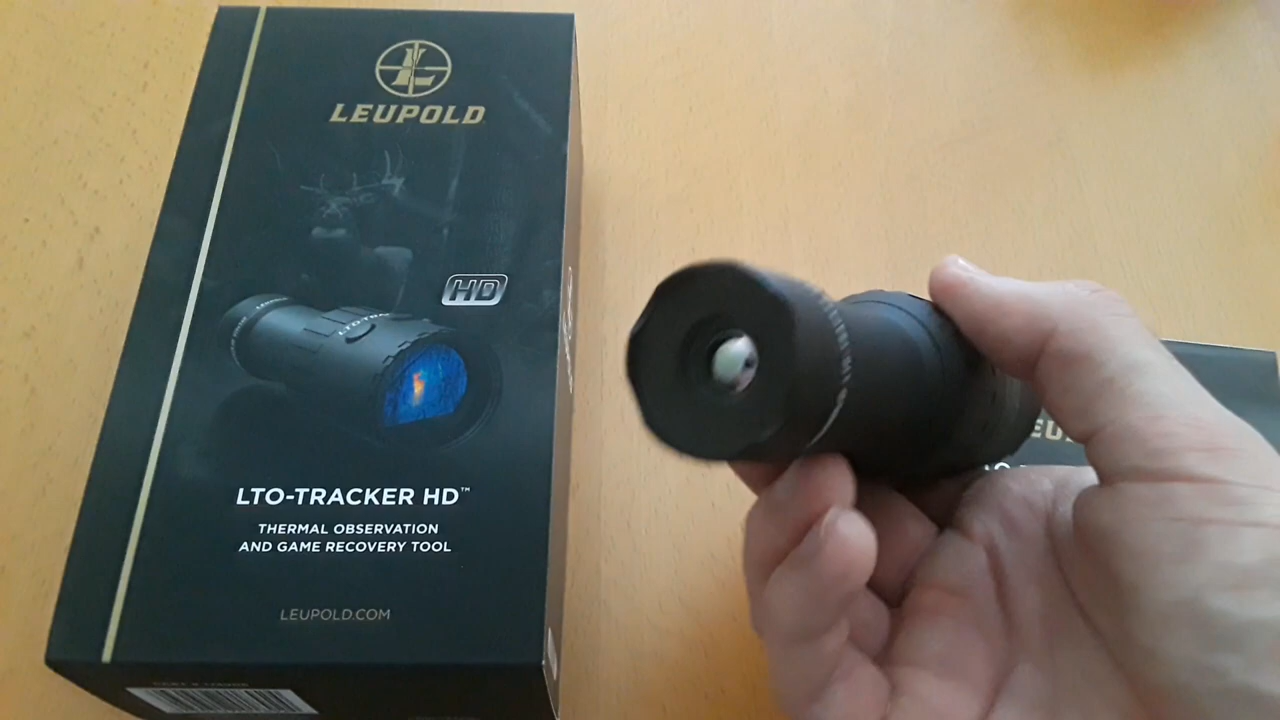 LEUPOLD
HD
LTO-TRACKER HD™
THERMAL OBSERVATION
AND GAME RECOVERY TOOL
LEUPOLD.COM